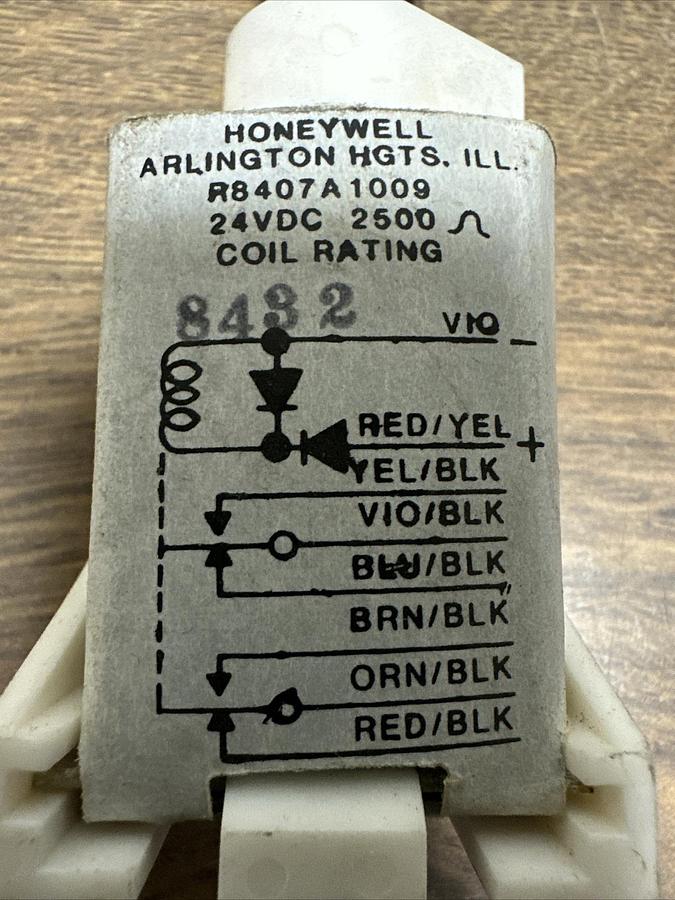 HONEYWELL
ARLINGTON HGTS. ILL.
R8407A1009
24VDC 2500 Ω
COIL RATING
8432
VIO −
RED/YEL +
YEL/BLK
VIO/BLK
BLU/BLK
BRN/BLK
ORN/BLK
RED/BLK